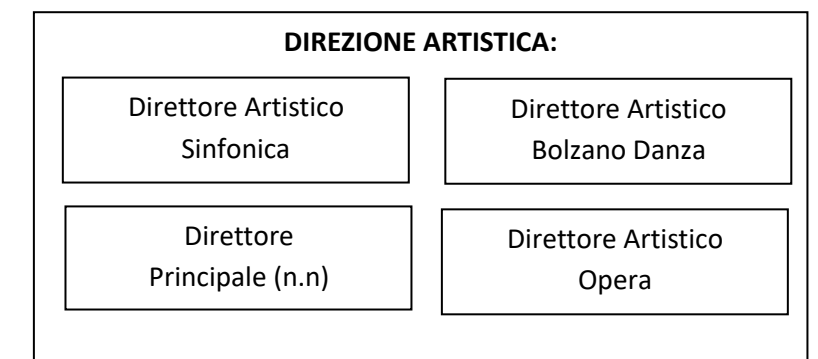 DIREZIONE ARTISTICA:
Direttore Artistico
Sinfonica
Direttore Artistico
Bolzano Danza
Direttore
Principale (n.n)
Direttore Artistico
Opera